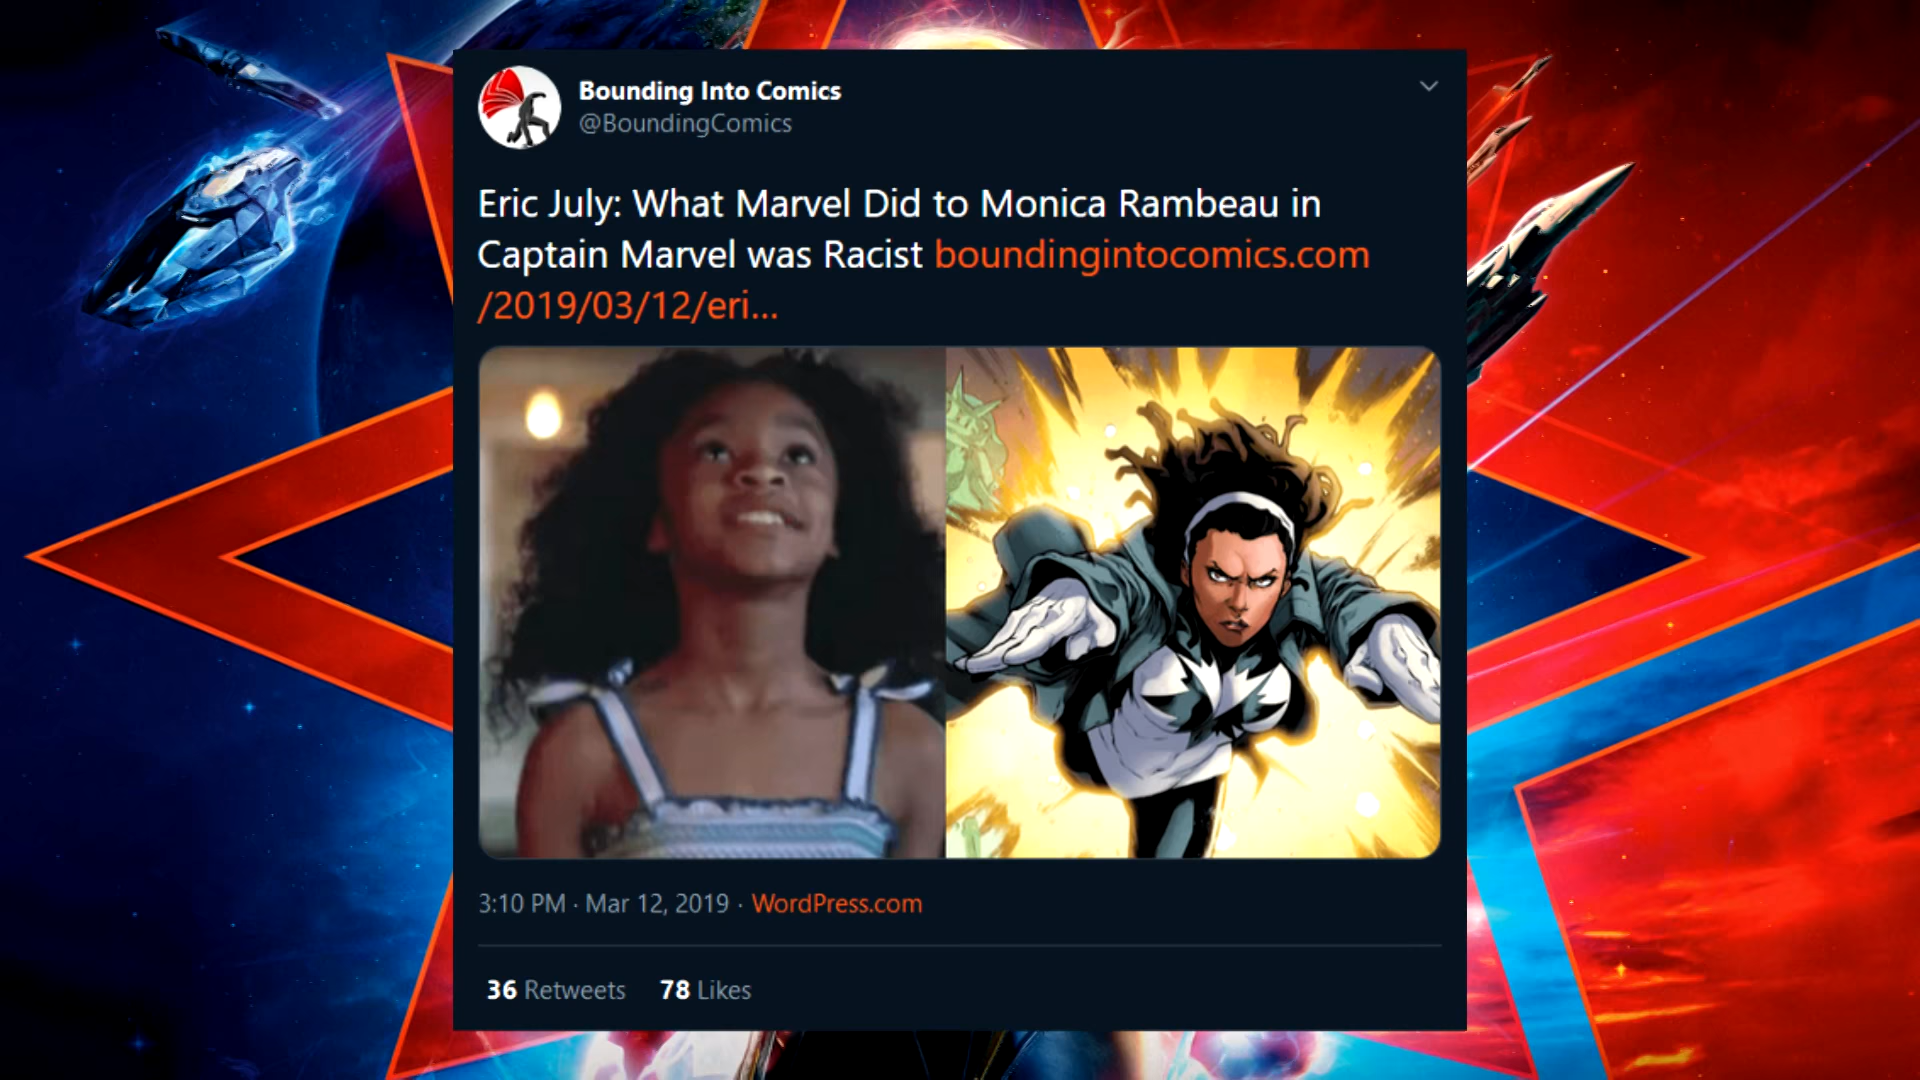 Bounding Into Comics
@BoundingComics
Eric July: What Marvel Did to Monica Rambeau in
Captain Marvel was Racist boundingintocomics.com
/2019/03/12/eri...
3:10 PM · Mar 12, 2019 · WordPress.com
36 Retweets 78 Likes